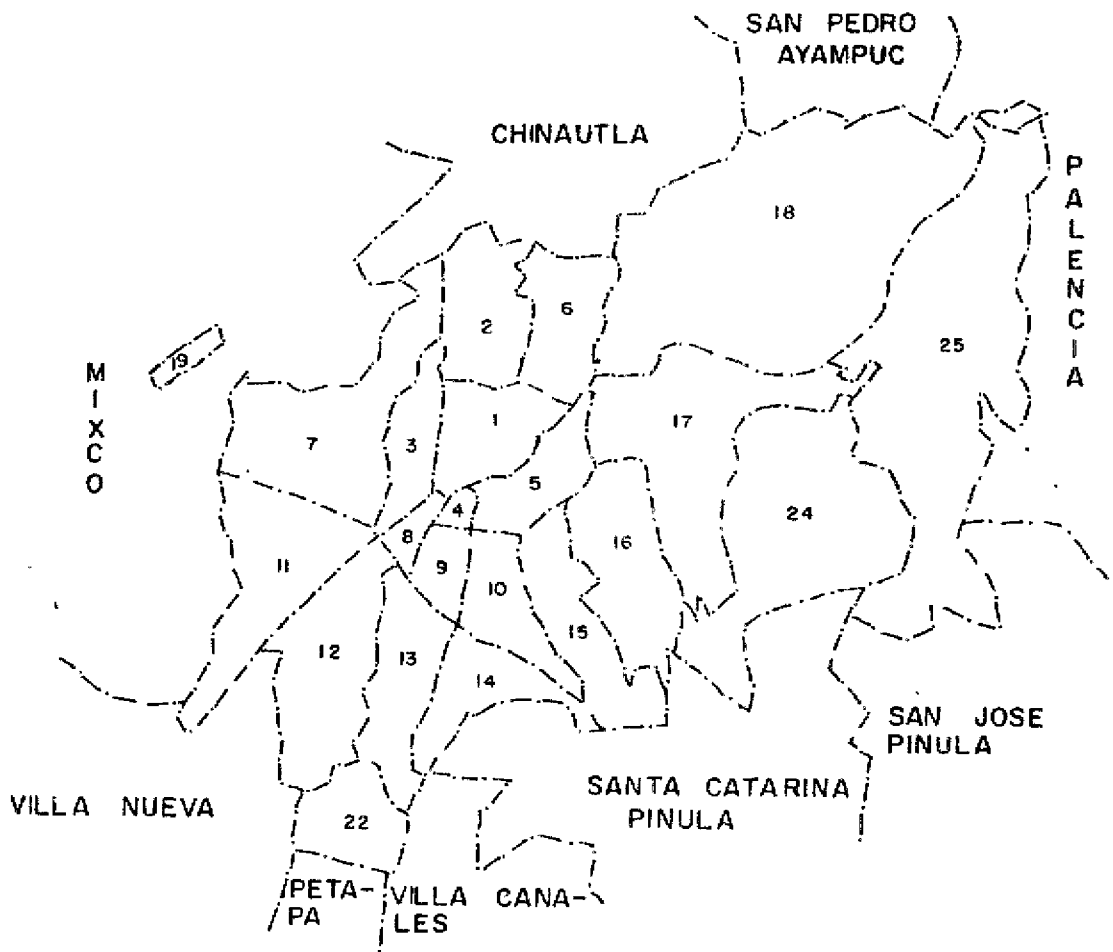 SAN PEDRO
AYAMPUC
CHINAUTLA
PALENCIA
18
2
6
19
25
MIXCO
1
17
7
3
5
4
24
8
16
9
11
10
15
12
13
14
SAN JOSE
PINULA
SANTA CATARINA
PINULA
VILLA NUEVA
22
PETA-
PA
VILLA CANA-
LES